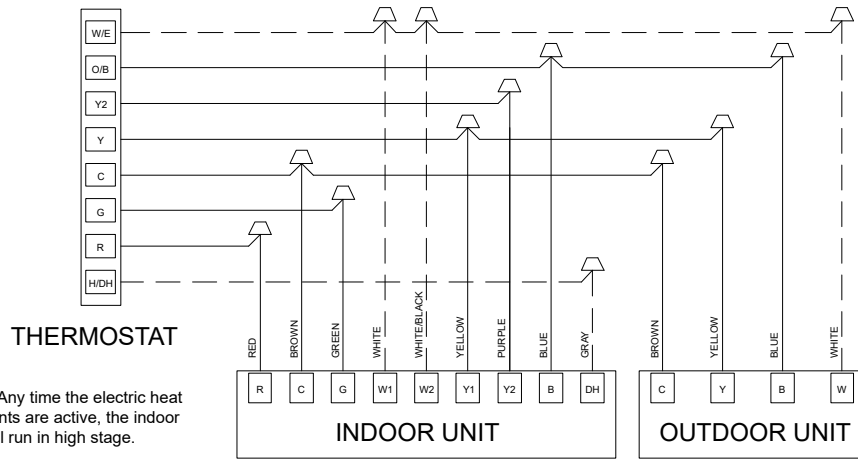 W/E
O/B
Y2
Y
C
G
R
H/DH
THERMOSTAT
RED
BROWN
GREEN
WHITE
WHITE/BLACK
YELLOW
PURPLE
BLUE
GRAY
BROWN
YELLOW
BLUE
WHITE
R C G W1 W2 Y1 Y2 B DH
C Y B W
INDOOR UNIT
OUTDOOR UNIT
Any time the electric heat
nts are active, the indoor
l run in high stage.